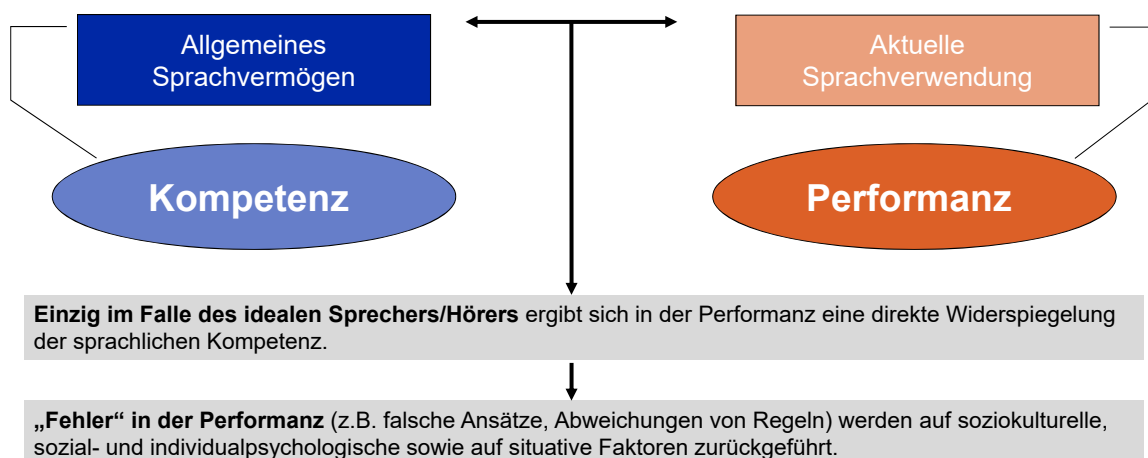 Allgemeines
Sprachvermögen
Aktuelle
Sprachverwendung
Kompetenz
Performanz
Einzig im Falle des idealen Sprechers/Hörers ergibt sich in der Performanz eine direkte Widerspiegelung
der sprachlichen Kompetenz.
„Fehler“ in der Performanz (z.B. falsche Ansätze, Abweichungen von Regeln) werden auf soziokulturelle,
sozial- und individualpsychologische sowie auf situative Faktoren zurückgeführt.